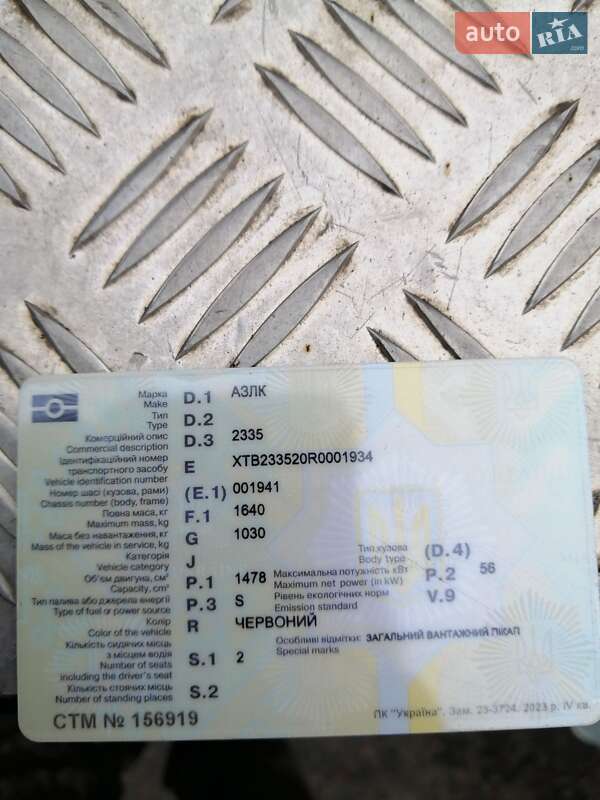 auto RIA .com
Марка D.1 АЗЛК
Make
Тип D.2
Type
Комерційний опис D.3 2335
Commercial description
Ідентифікаційний номер
транспортного засобу E XTB233520R0001934
Vehicle identification number
Номер шасі (кузова, рами) (E.1) 001941
Chassis number (body, frame)
Повна маса, кг F.1 1640
Maximum mass, kg
Маса без навантаження, кг G 1030
Mass of the vehicle in service, kg
Категорія J Тип кузова (D.4)
Vehicle category Body type
Об'єм двигуна, см³ P.1 1478 Максимальна потужність кВт P.2 56
Capacity, cm³ Maximum net power (in kW)
Тип палива або джерела енергії P.3 S Рівень екологічних норм V.9
Type of fuel or power source Emission standard
Колір R ЧЕРВОНИЙ
Color of the vehicle
Особливі відмітки: ЗАГАЛЬНИЙ ВАНТАЖНИЙ ПІКАП
Special marks
Кількість сидячих місць
з місцем водія S.1 2
Number of seats
including the driver's seat
Кількість стоячих місць S.2
Number of standing places
СТМ № 156919
ПК "Україна". Зам. 23-3724. 2023 р. IV кв.